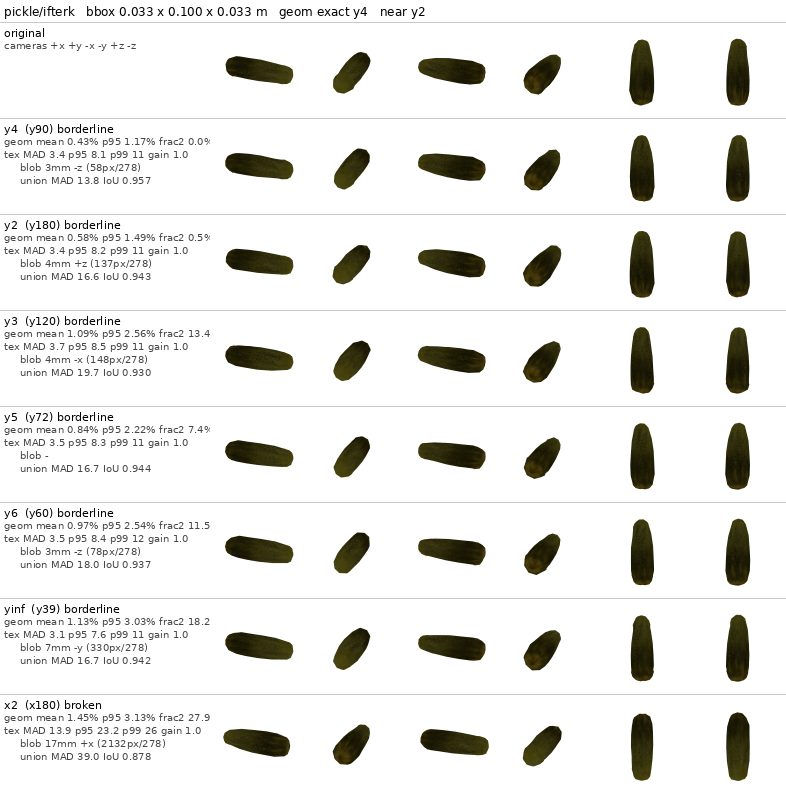 pickle/ifterk   bbox 0.033 x 0.100 x 0.033 m   geom exact y4   near y2
original
cameras +x +y -x -y +z -z
y4  (y90) borderline
geom mean 0.43% p95 1.17% frac2 0.0%
tex MAD 3.4 p95 8.1 p99 11 gain 1.0
blob 3mm -z (58px/278)
union MAD 13.8 IoU 0.957
y2  (y180) borderline
geom mean 0.58% p95 1.49% frac2 0.5%
tex MAD 3.4 p95 8.2 p99 11 gain 1.0
blob 4mm +z (137px/278)
union MAD 16.6 IoU 0.943
y3  (y120) borderline
geom mean 1.09% p95 2.56% frac2 13.4
tex MAD 3.7 p95 8.5 p99 11 gain 1.0
blob 4mm -x (148px/278)
union MAD 19.7 IoU 0.930
y5  (y72) borderline
geom mean 0.84% p95 2.22% frac2 7.4%
tex MAD 3.5 p95 8.3 p99 11 gain 1.0
blob -
union MAD 16.7 IoU 0.944
y6  (y60) borderline
geom mean 0.97% p95 2.54% frac2 11.5
tex MAD 3.5 p95 8.4 p99 12 gain 1.0
blob 3mm -z (78px/278)
union MAD 18.0 IoU 0.937
yinf  (y39) borderline
geom mean 1.13% p95 3.03% frac2 18.2
tex MAD 3.1 p95 7.6 p99 11 gain 1.0
blob 7mm -y (330px/278)
union MAD 16.7 IoU 0.942
x2  (x180) broken
geom mean 1.45% p95 3.13% frac2 27.9
tex MAD 13.9 p95 23.2 p99 26 gain 1.0
blob 17mm +x (2132px/278)
union MAD 39.0 IoU 0.878